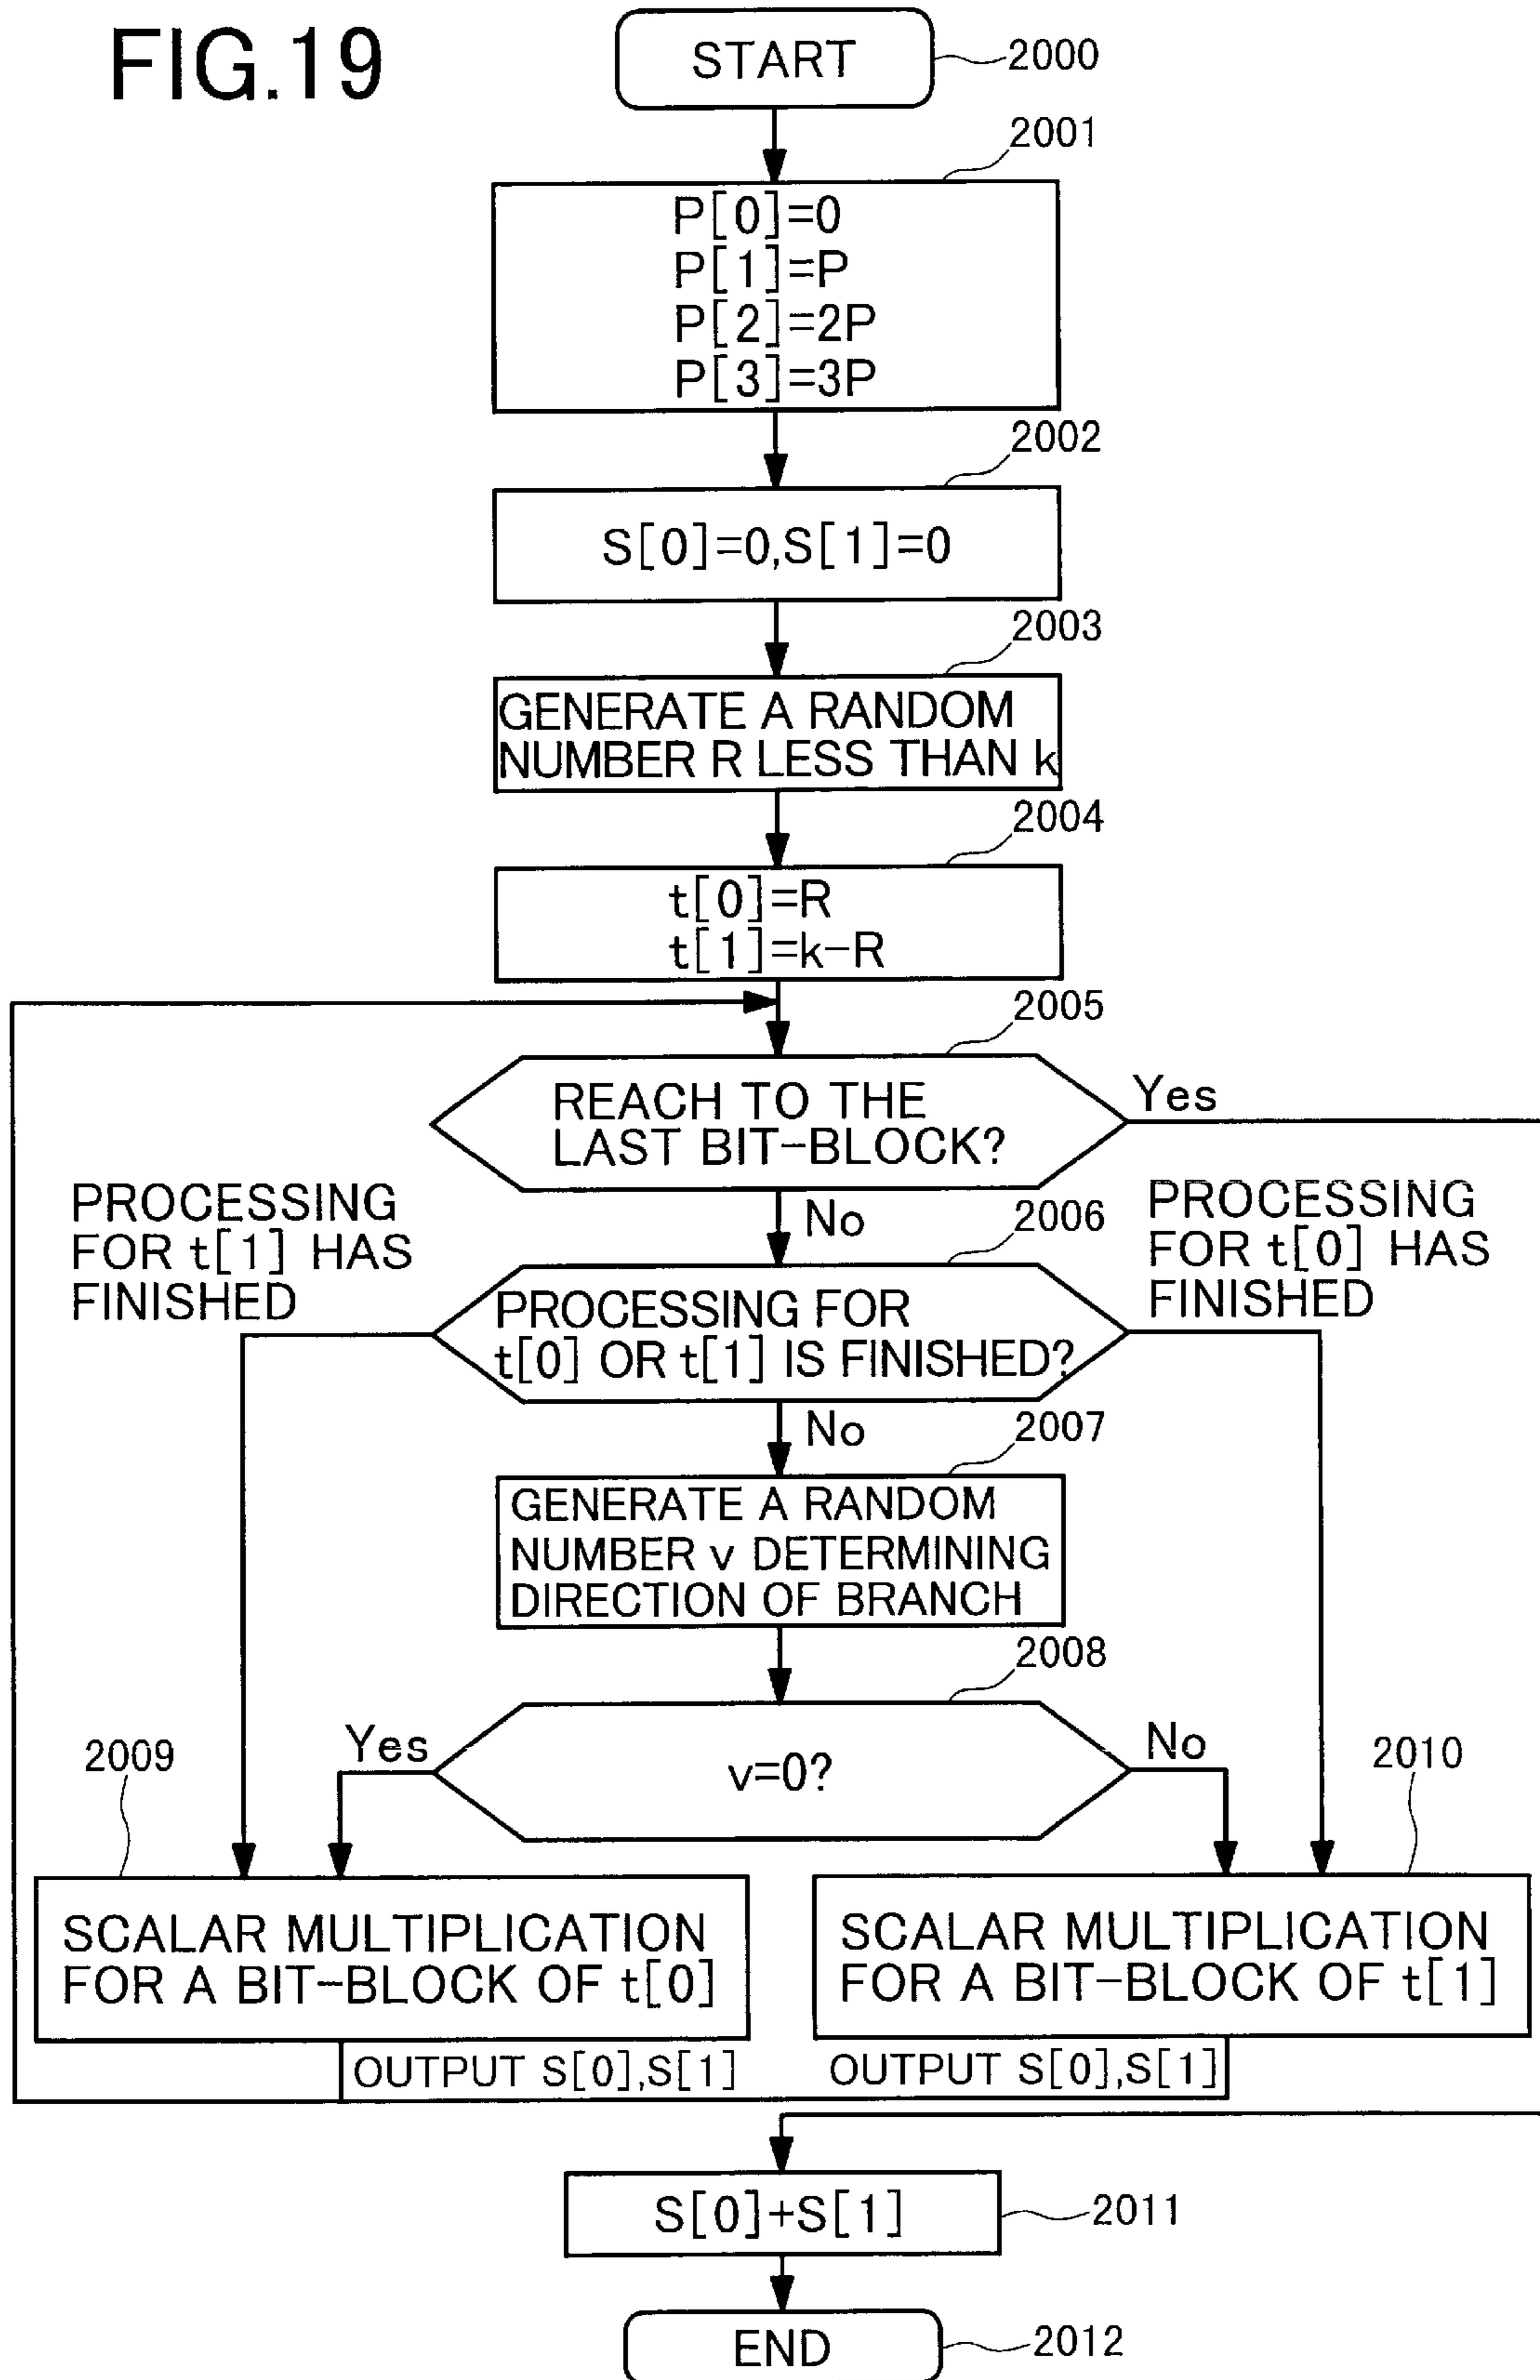 FIG.19
START
2000
2001
P[0]=0
P[1]=P
P[2]=2P
P[3]=3P
2002
S[0]=0,S[1]=0
2003
GENERATE A RANDOM
NUMBER R LESS THAN k
2004
t[0]=R
t[1]=k-R
2005
REACH TO THE
LAST BIT-BLOCK?
Yes
No
2006
PROCESSING
FOR t[1] HAS
FINISHED
PROCESSING
FOR t[0] HAS
FINISHED
PROCESSING FOR
t[0] OR t[1] IS FINISHED?
No
2007
GENERATE A RANDOM
NUMBER v DETERMINING
DIRECTION OF BRANCH
2008
v=0?
Yes
No
2009
2010
SCALAR MULTIPLICATION
FOR A BIT-BLOCK OF t[0]
SCALAR MULTIPLICATION
FOR A BIT-BLOCK OF t[1]
OUTPUT S[0],S[1]
OUTPUT S[0],S[1]
S[0]+S[1]
2011
END
2012